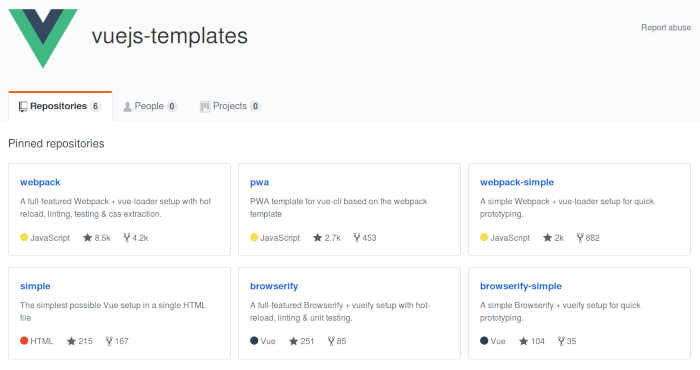 vuejs-templates
Report abuse
Repositories 6 People 0 Projects 0
Pinned repositories
webpack
A full-featured Webpack + vue-loader setup with hot
reload, linting, testing & css extraction.
JavaScript 8.5k 4.2k
pwa
PWA template for vue-cli based on the webpack
template
JavaScript 2.7k 453
webpack-simple
A simple Webpack + vue-loader setup for quick
prototyping.
JavaScript 2k 882
simple
The simplest possible Vue setup in a single HTML
file
HTML 215 167
browserify
A full-featured Browserify + vueify setup with hot-
reload, linting & unit testing.
Vue 251 85
browserify-simple
A simple Browserify + vueify setup for quick
prototyping.
Vue 104 35